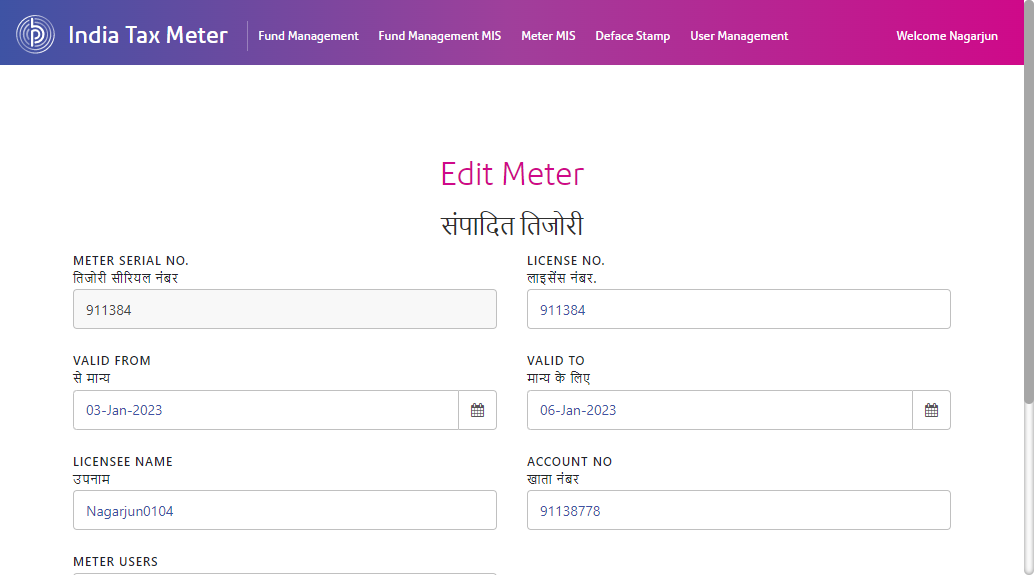 India Tax Meter Fund Management Fund Management MIS Meter MIS Deface Stamp User Management Welcome Nagarjun
Edit Meter
संपादित तिजोरी
METER SERIAL NO. LICENSE NO.
तिजोरी सीरियल नंबर लाइसेंस नंबर.
911384 911384
VALID FROM VALID TO
से मान्य मान्य के लिए
03-Jan-2023 06-Jan-2023
LICENSEE NAME ACCOUNT NO
उपनाम खाता नंबर
Nagarjun0104 91138778
METER USERS